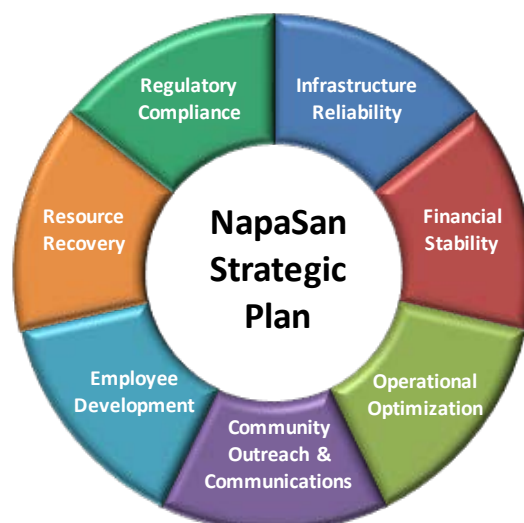 NapaSan
Strategic
Plan
Infrastructure
Reliability
Financial
Stability
Operational
Optimization
Community
Outreach &
Communications
Employee
Development
Resource
Recovery
Regulatory
Compliance